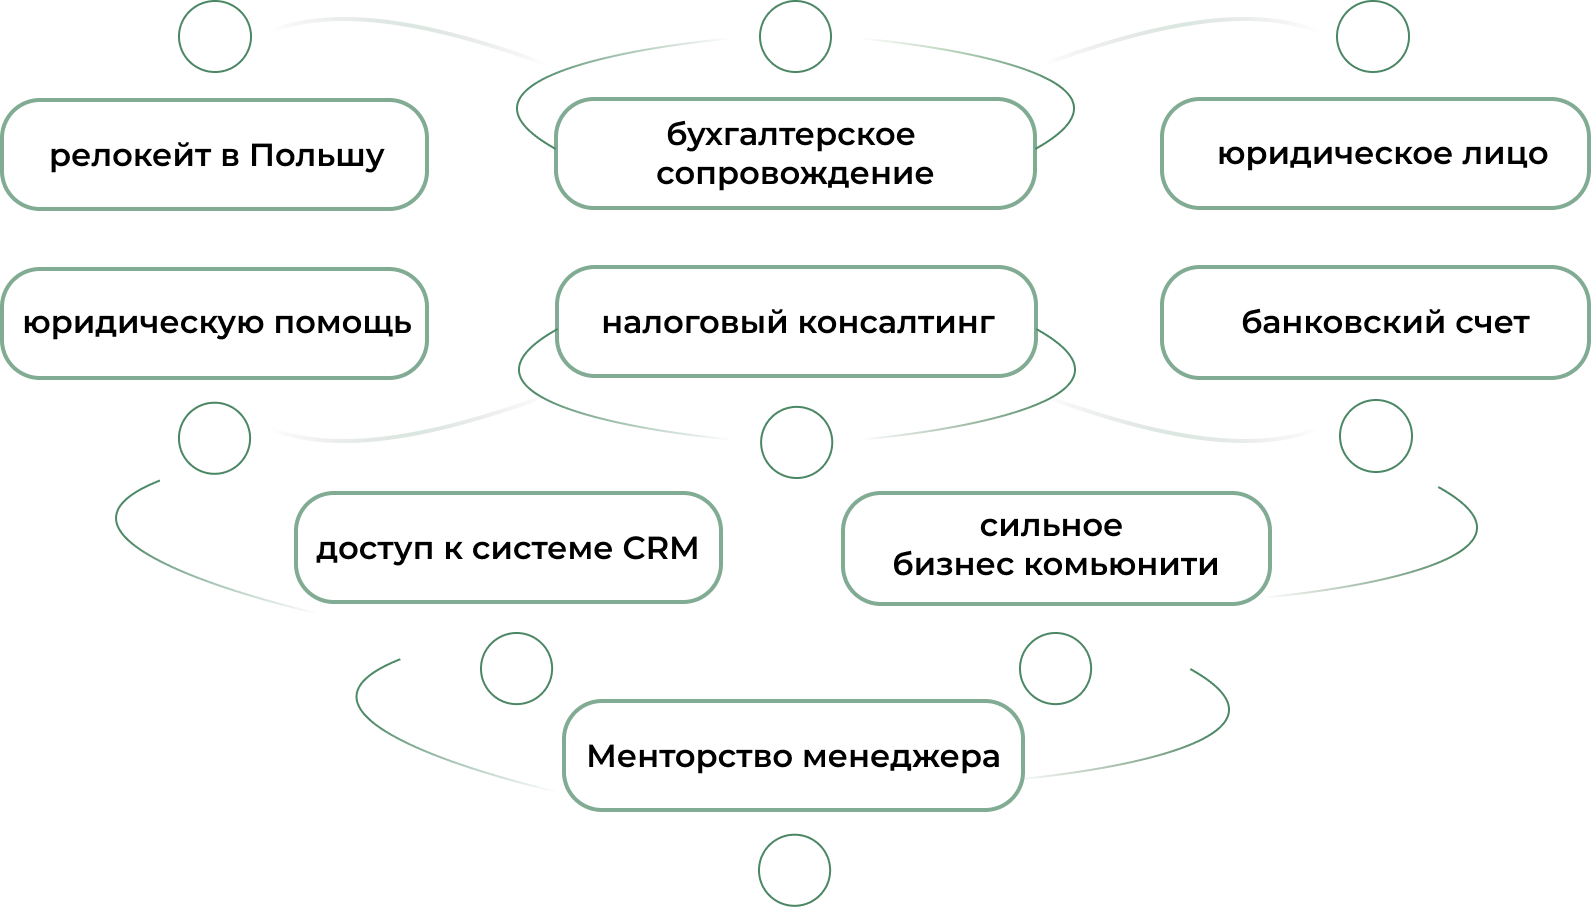 релокейт в Польшу
бухгалтерское
сопровождение
юридическое лицо
юридическую помощь
налоговый консалтинг
банковский счет
доступ к системе CRM
сильное
бизнес комьюнити
Менторство менеджера